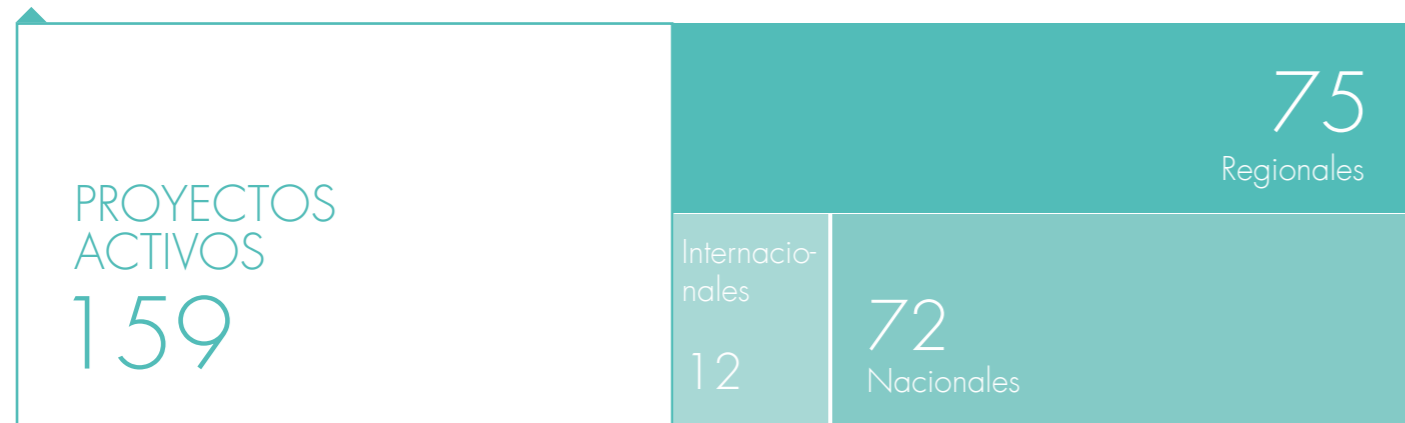 PROYECTOS
ACTIVOS
159
75
Regionales
Internacio-
nales
12
72
Nacionales